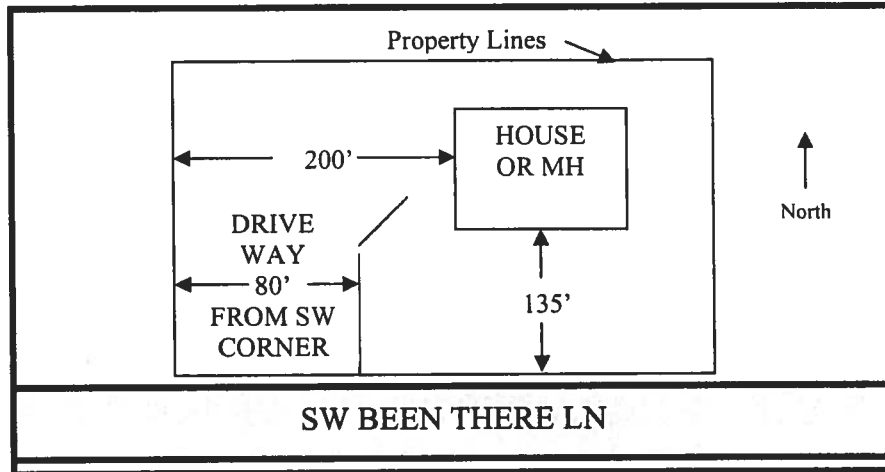 Property Lines
HOUSE
OR MH
200’
North
DRIVE
WAY
80’
FROM SW
CORNER
135’
SW BEEN THERE LN